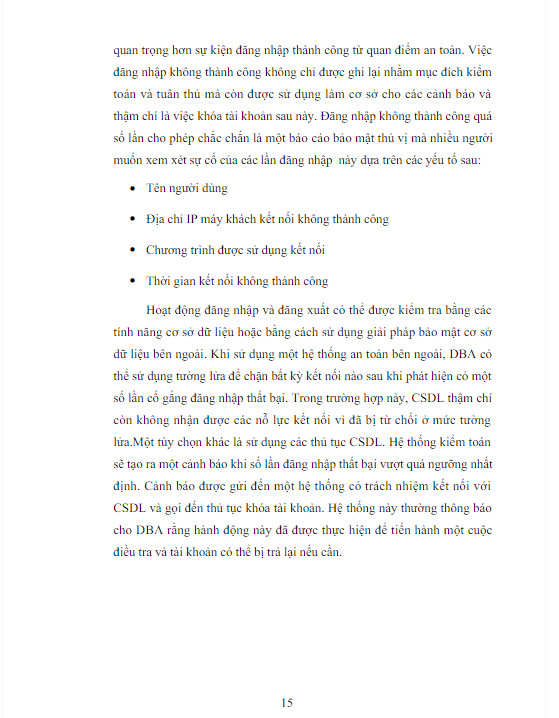 quan trọng hơn sự kiện đăng nhập thành công từ quan điểm an toàn. Việc
đăng nhập không thành công không chỉ được ghi lại nhằm mục đích kiểm
toán và tuân thủ mà còn được sử dụng làm cơ sở cho các cảnh báo và
thậm chí là việc khóa tài khoản sau này. Đăng nhập không thành công quá
số lần cho phép chắc chắn là một báo cáo bảo mật thú vị mà nhiều người
muốn xem xét sự cố của các lần đăng nhập này dựa trên các yếu tố sau:
• Tên người dùng
• Địa chỉ IP máy khách kết nối không thành công
• Chương trình được sử dụng kết nối
• Thời gian kết nối không thành công
Hoạt động đăng nhập và đăng xuất có thể được kiểm tra bằng các
tính năng cơ sở dữ liệu hoặc bằng cách sử dụng giải pháp bảo mật cơ sở
dữ liệu bên ngoài. Khi sử dụng một hệ thống an toàn bên ngoài, DBA có
thể sử dụng tường lửa để chặn bất kỳ kết nối nào sau khi phát hiện có một
số lần cố gắng đăng nhập thất bại. Trong trường hợp này, CSDL thậm chí
còn không nhận được các nỗ lực kết nối vì đã bị từ chối ở mức tường
lửa.Một tùy chọn khác là sử dụng các thủ tục CSDL. Hệ thống kiểm toán
sẽ tạo ra một cảnh báo khi số lần đăng nhập thất bại vượt quá ngưỡng nhất
định. Cảnh báo được gửi đến một hệ thống có trách nhiệm kết nối với
CSDL và gọi đến thủ tục khóa tài khoản. Hệ thống này thường thông báo
cho DBA rằng hành động này đã được thực hiện để tiến hành một cuộc
điều tra và tài khoản có thể bị trả lại nếu cần.
15